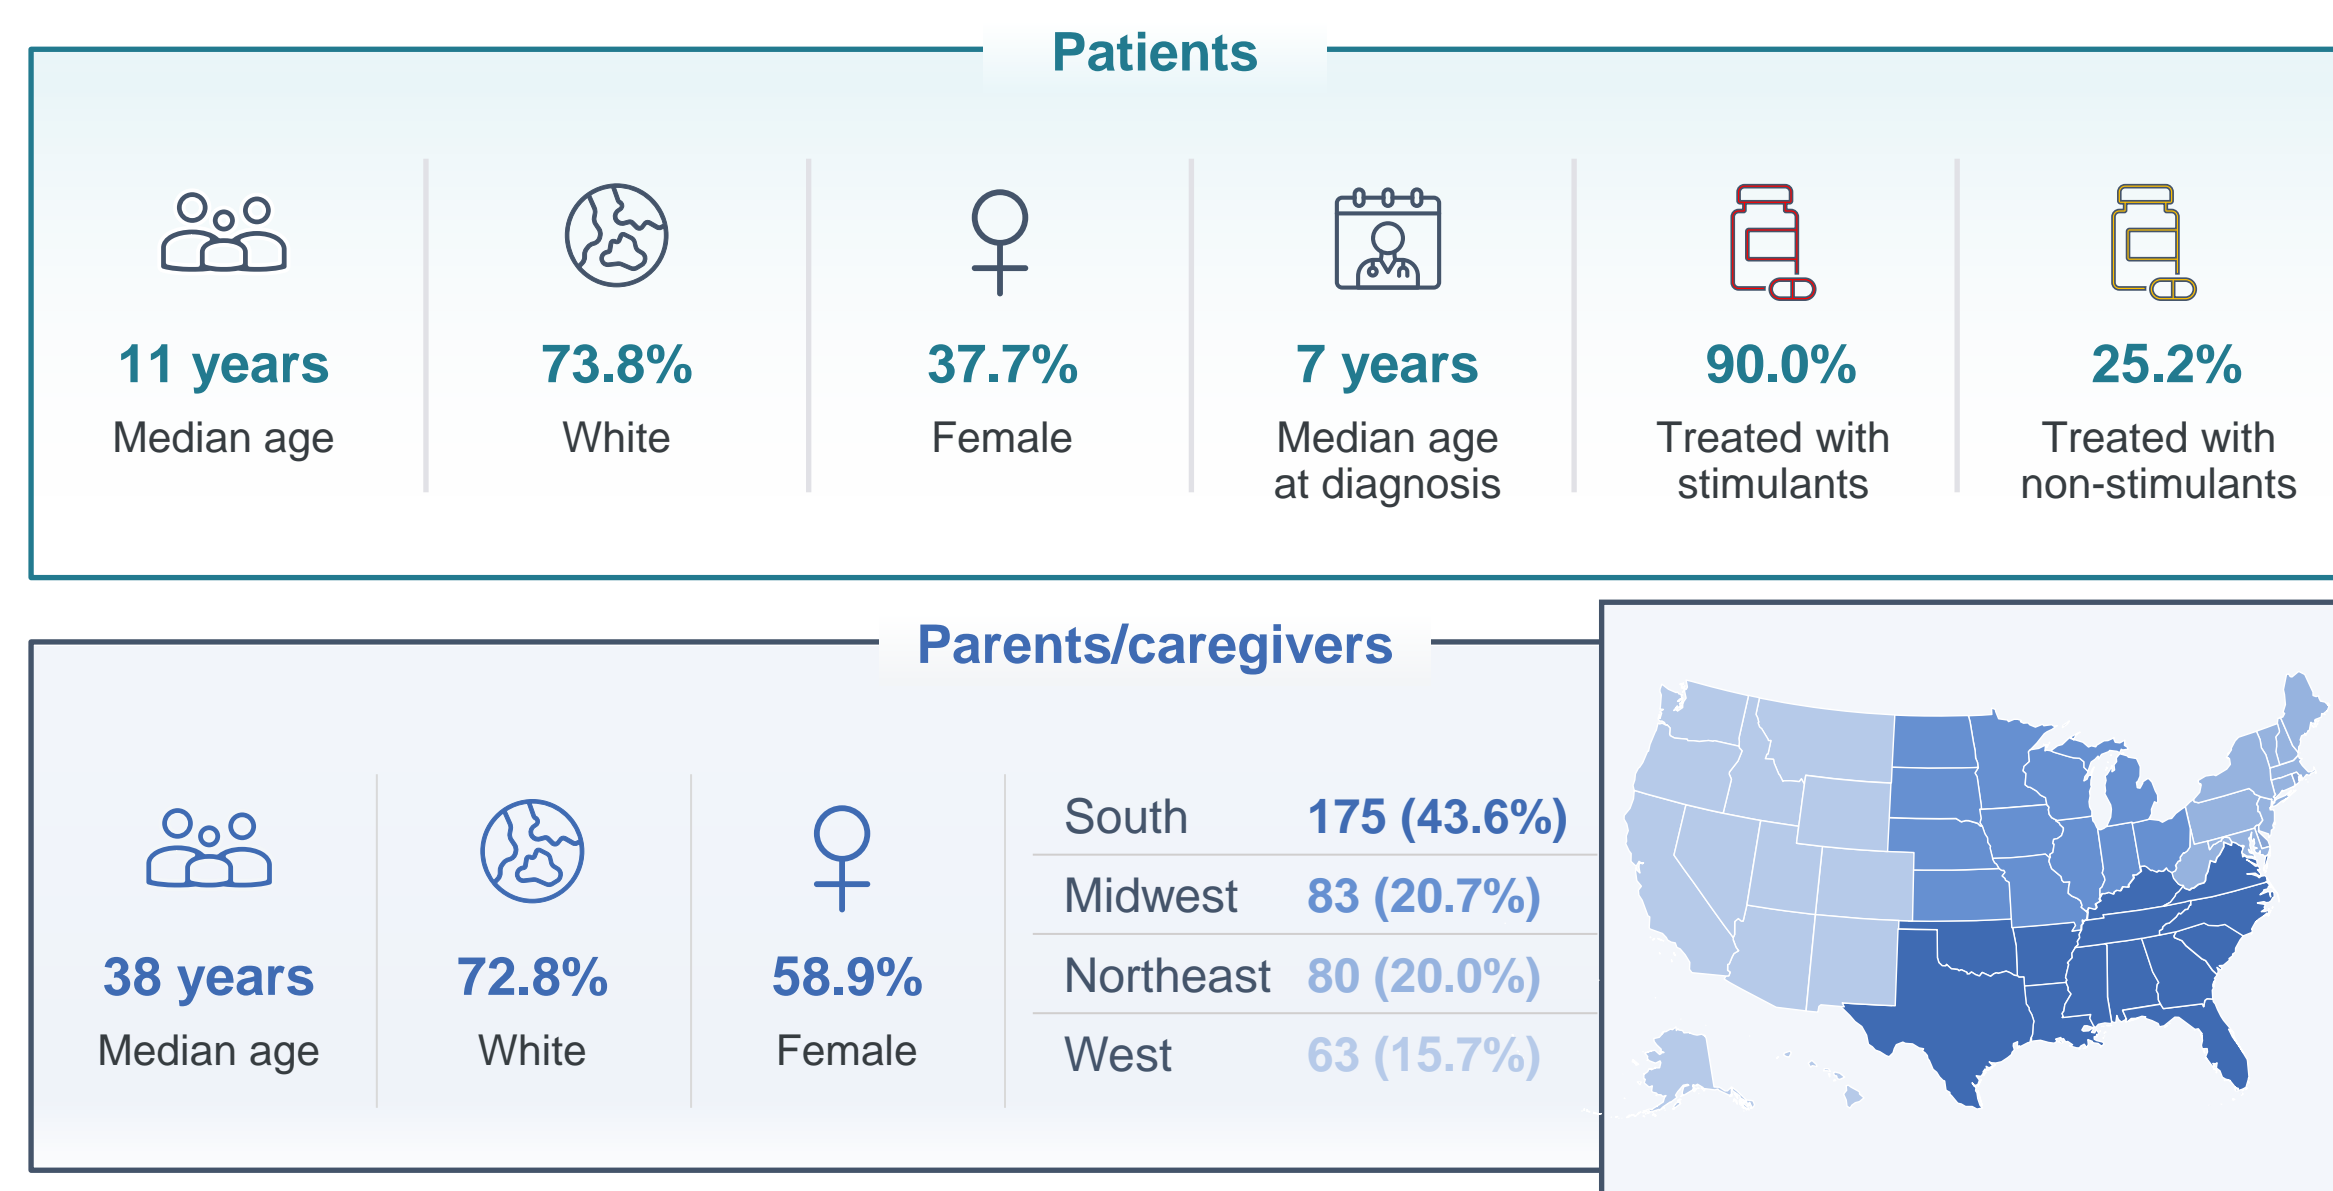 Patients
11 years
Median age
73.8%
White
37.7%
Female
7 years
Median age
at diagnosis
90.0%
Treated with
stimulants
25.2%
Treated with
non-stimulants
Parents/caregivers
38 years
Median age
72.8%
White
58.9%
Female
South 175 (43.6%)
Midwest 83 (20.7%)
Northeast 80 (20.0%)
West 63 (15.7%)